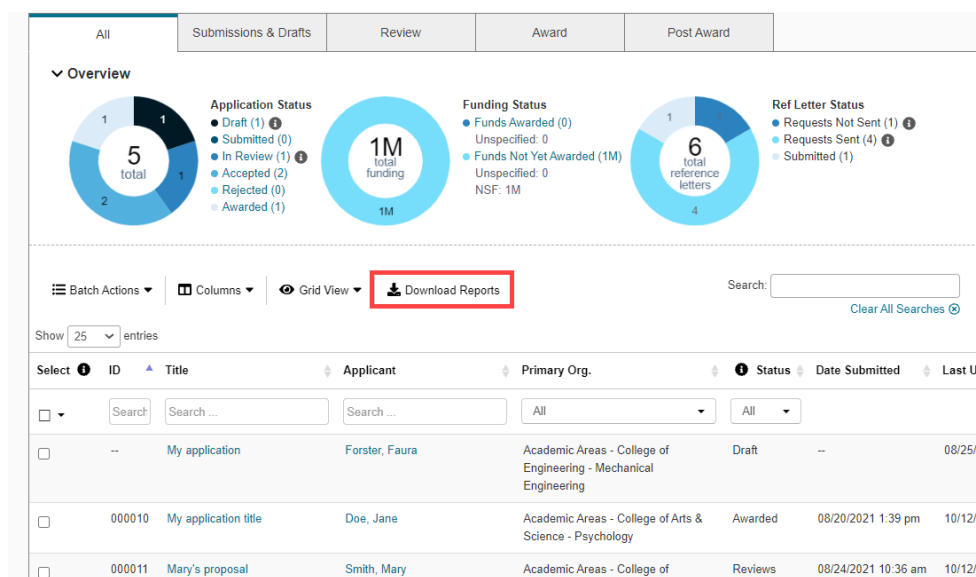 All
Submissions & Drafts
Review
Award
Post Award
Overview
1
1
1
2
5
total
Application Status
Draft (1)
Submitted (0)
In Review (1)
Accepted (2)
Rejected (0)
Awarded (1)
1M
total
funding
1M
Funding Status
Funds Awarded (0)
Unspecified: 0
Funds Not Yet Awarded (1M)
Unspecified: 0
NSF: 1M
1
1
6
total
reference
letters
4
Ref Letter Status
Requests Not Sent (1)
Requests Sent (4)
Submitted (1)
Batch Actions
Columns
Grid View
Download Reports
Search:
Clear All Searches
Show 25 entries
Select ID Title Applicant Primary Org. Status Date Submitted Last U
Search Search ... Search ... All All
-- My application Forster, Faura Academic Areas - College of Draft -- 08/25/
Engineering - Mechanical
Engineering
000010 My application title Doe, Jane Academic Areas - College of Arts & Awarded 08/20/2021 1:39 pm 10/12/
Science - Psychology
000011 Mary's proposal Smith, Mary Academic Areas - College of Reviews 08/24/2021 10:36 am 10/12/